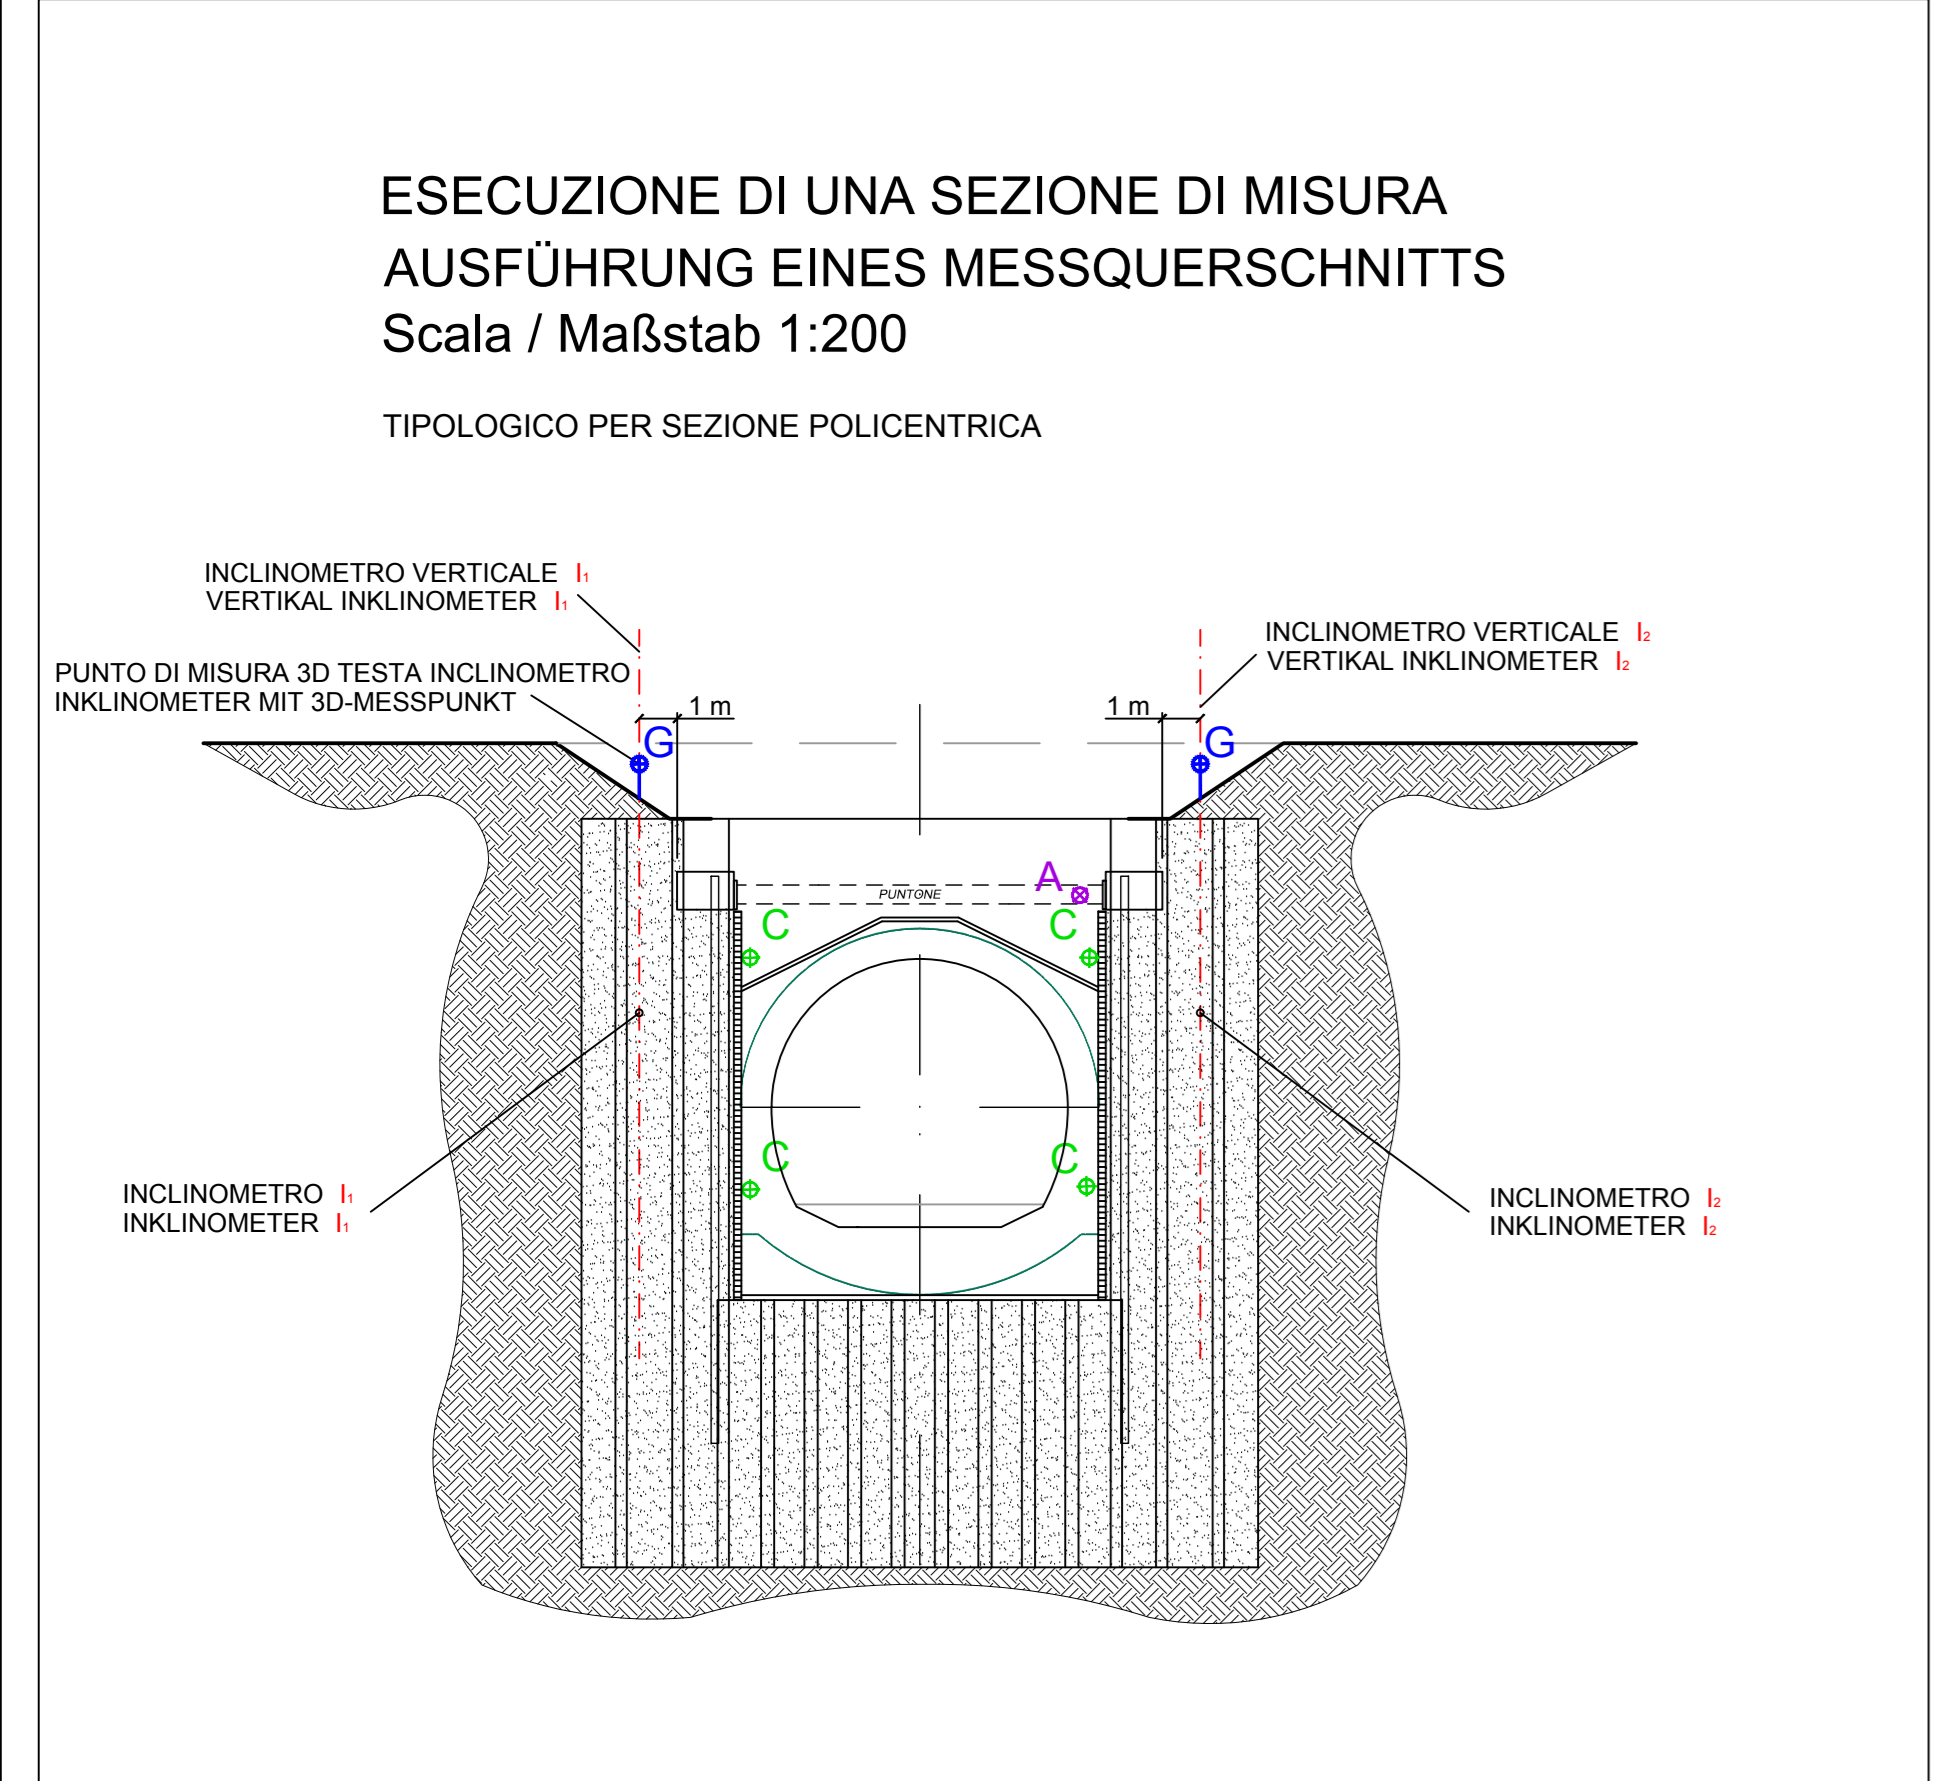 ESECUZIONE DI UNA SEZIONE DI MISURA
AUSFÜHRUNG EINES MESSQUERSCHNITTS
Scala / Maßstab 1:200
TIPOLOGICO PER SEZIONE POLICENTRICA
INCLINOMETRO VERTICALE I₁
VERTIKAL INKLINOMETER I₁
INCLINOMETRO VERTICALE I₂
VERTIKAL INKLINOMETER I₂
PUNTO DI MISURA 3D TESTA INCLINOMETRO
INKLINOMETER MIT 3D-MESSPUNKT
1 m
1 m
G
G
A
PUNTONE
C
C
C
C
INCLINOMETRO I₁
INKLINOMETER I₁
INCLINOMETRO I₂
INKLINOMETER I₂